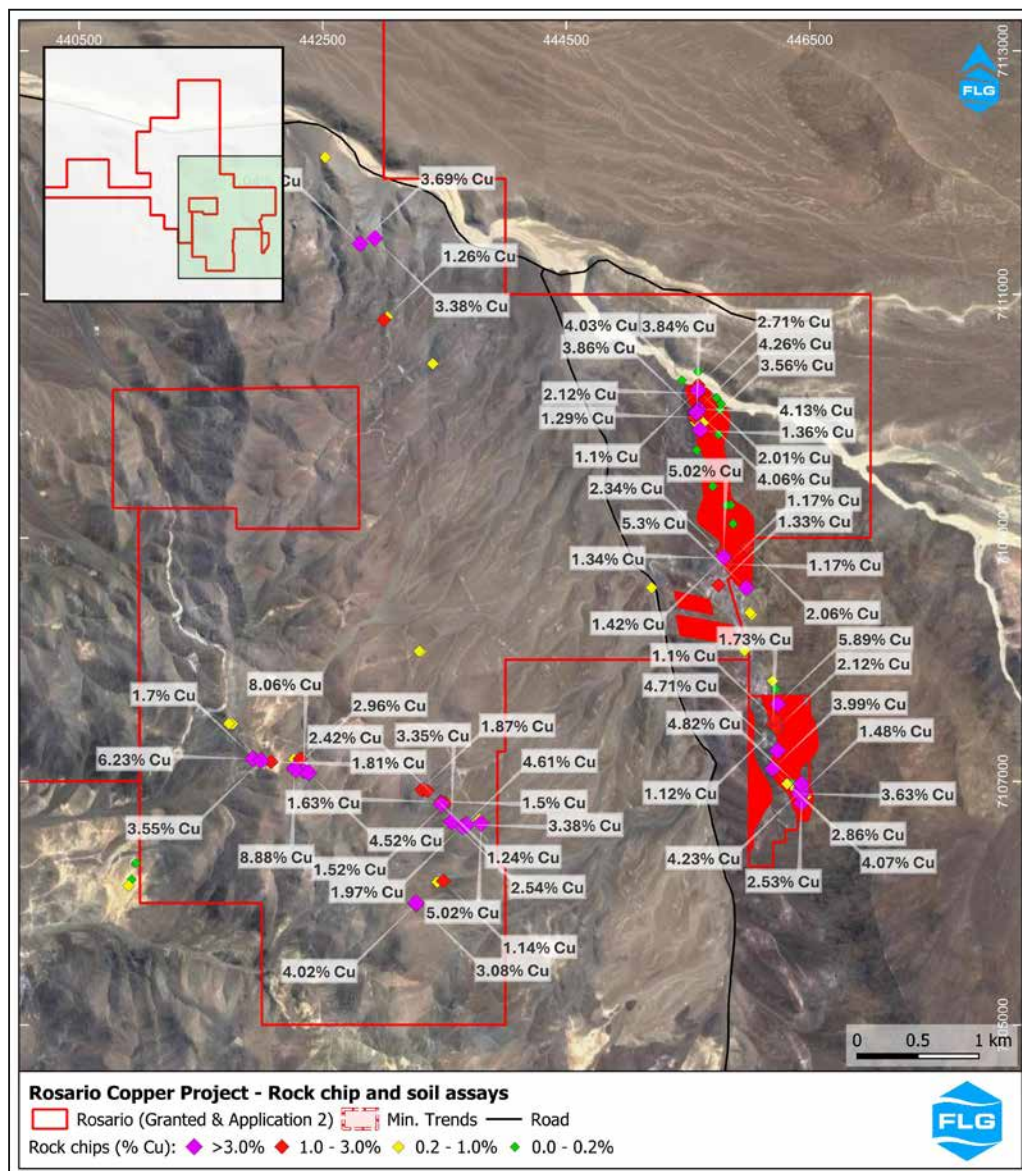 440500 442500 444500 446500
7113000
FLG
Cu
3.69% Cu
1.26% Cu
3.38% Cu
7111000
4.03% Cu 3.84% Cu 2.71% Cu
3.86% Cu 4.26% Cu
3.56% Cu
2.12% Cu
4.13% Cu
1.29% Cu 1.36% Cu
1.1% Cu 2.01% Cu
5.02% Cu 4.06% Cu
2.34% Cu 1.17% Cu
5.3% Cu 1.33% Cu
1.34% Cu 1.17% Cu
1.42% Cu 2.06% Cu
1.73% Cu 5.89% Cu
1.1% Cu 2.12% Cu
8.06% Cu 4.71% Cu
1.7% Cu 2.96% Cu 3.99% Cu
1.87% Cu 4.82% Cu 1.48% Cu
2.42% Cu 3.35% Cu
6.23% Cu 1.81% Cu 4.61% Cu
7107000
1.63% Cu 1.5% Cu 1.12% Cu 3.63% Cu
3.55% Cu 4.52% Cu 3.38% Cu 2.86% Cu
8.88% Cu 1.52% Cu 1.24% Cu 4.23% Cu 4.07% Cu
1.97% Cu 2.54% Cu 2.53% Cu
5.02% Cu
1.14% Cu
4.02% Cu 3.08% Cu
0 0.5 1 km
Rosario Copper Project - Rock chip and soil assays
Rosario (Granted & Application 2) Min. Trends Road
Rock chips (% Cu): >3.0% 1.0 - 3.0% 0.2 - 1.0% 0.0 - 0.2%
FLG